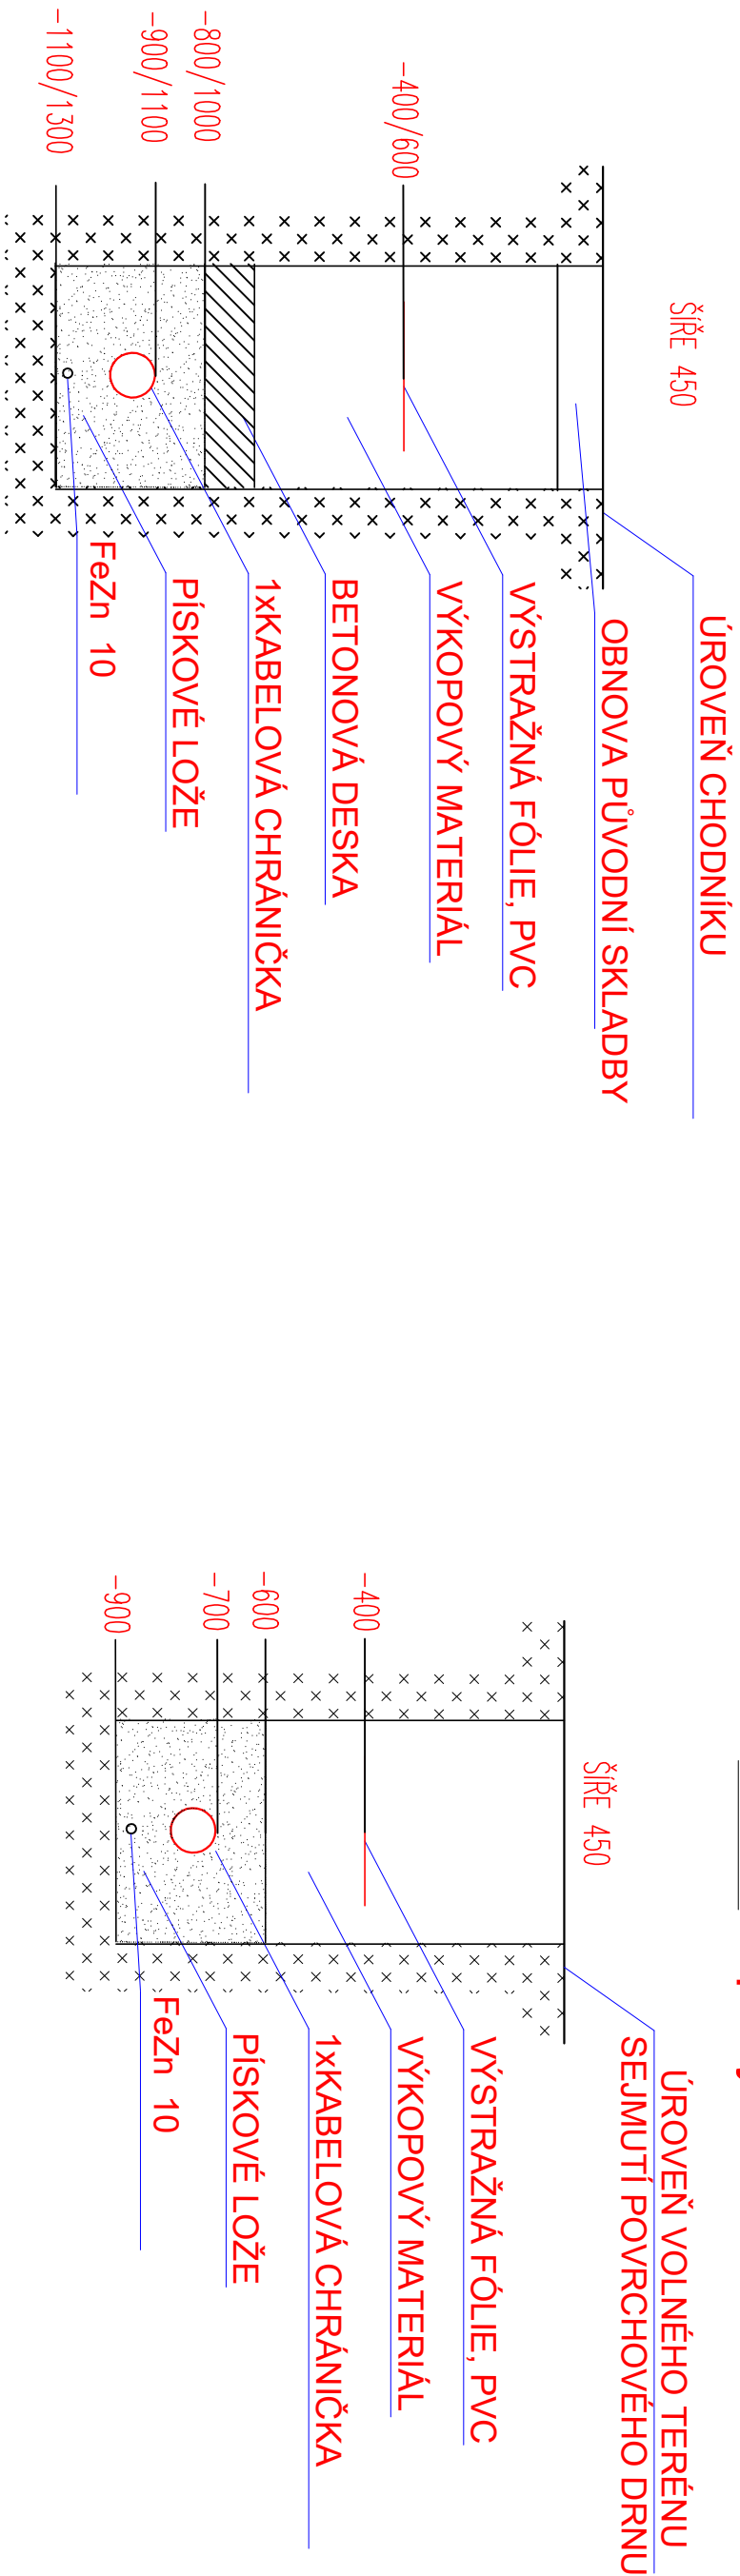 ŠÍŘE 450
ÚROVEŇ CHODNÍKU
OBNOVA PŮVODNÍ SKLADBY
VÝSTRAŽNÁ FÓLIE, PVC
VÝKOPOVÝ MATERIÁL
BETONOVÁ DESKA
1xKABELOVÁ CHRÁNIČKA
PÍSKOVÉ LOŽE
FeZn 10
-400/600
-800/1000
-900/1100
-1100/1300
ŠÍŘE 450
ÚROVEŇ VOLNÉHO TERÉNU
SEJMUTÍ POVRCHOVÉHO DRNU
VÝSTRAŽNÁ FÓLIE, PVC
VÝKOPOVÝ MATERIÁL
1xKABELOVÁ CHRÁNIČKA
PÍSKOVÉ LOŽE
FeZn 10
-400
-600
-700
-900